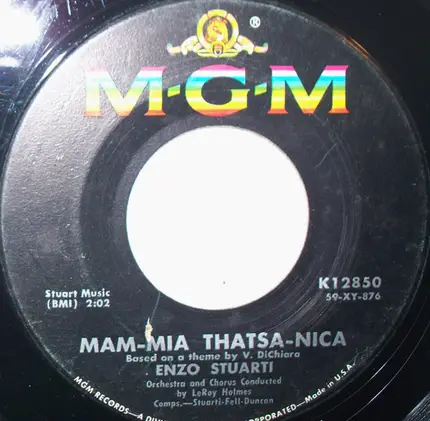 ®
M-G-M
Stuart Music
(BMI) 2:02
K12850
59-XY-876
MAM-MIA THATSA-NICA
Based on a theme by V. DiChiara
ENZO STUARTI
Orchestra and Chorus Conducted
by LeRoy Holmes
Comps.—Stuarti-Fell-Duncan
MGM RECORDS—A DIVI
ORPORATED—Made in U.S.A.